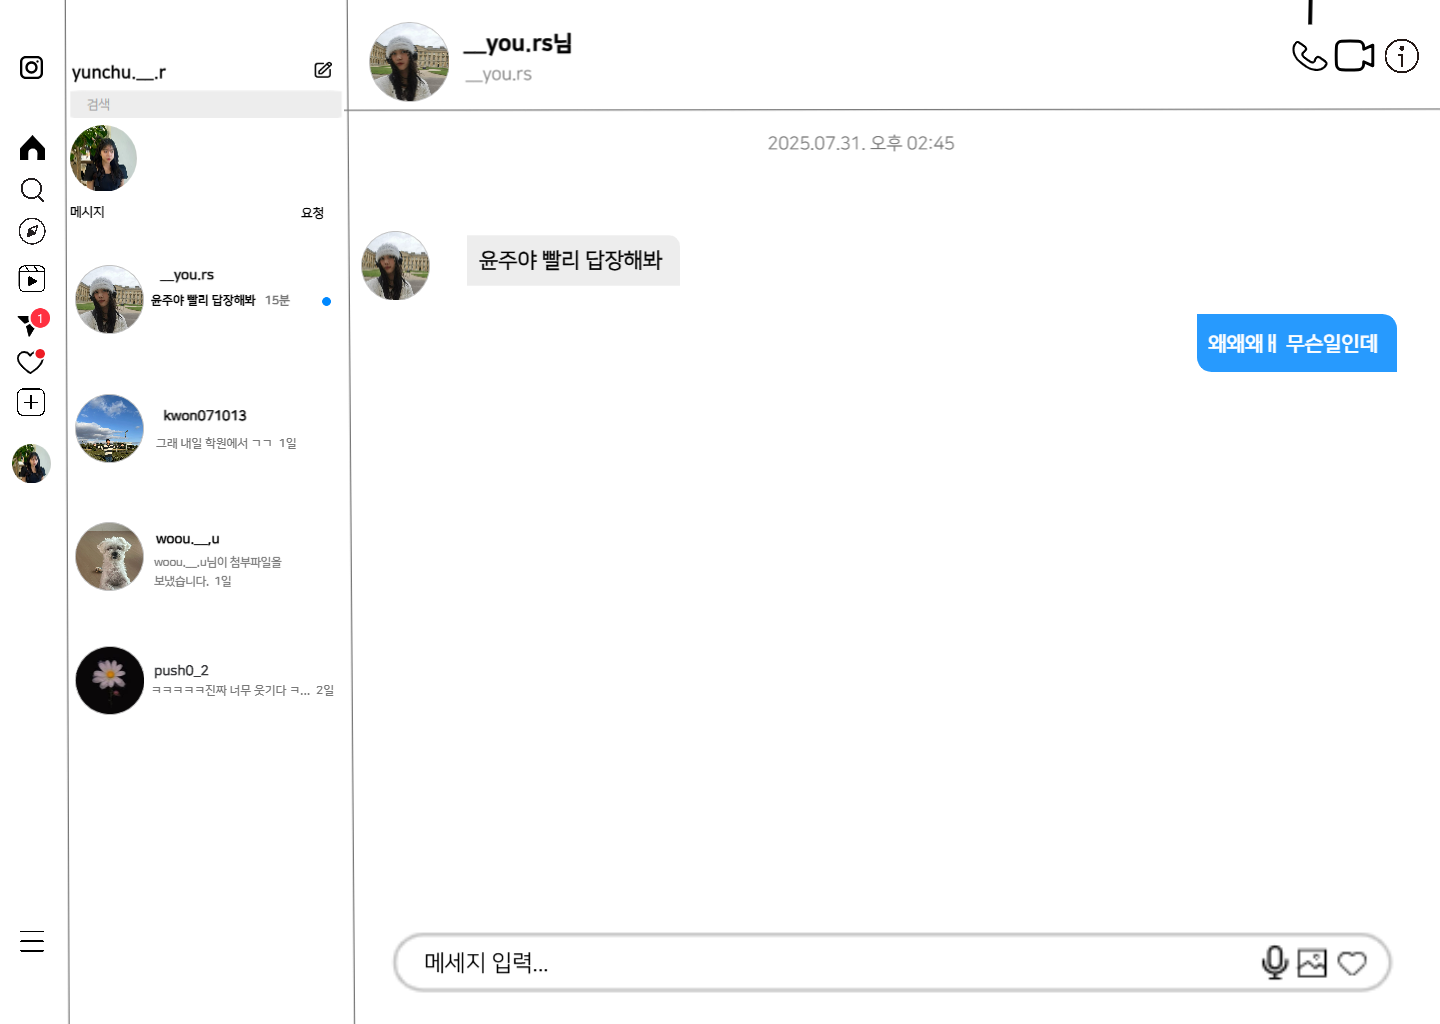 yunchu.__.r
검색
메시지 요청
__you.rs
윤주야 빨리 답장해봐 15분
1
kwon071013
그래 내일 학원에서 ㄱㄱ 1일
woou.__,u
woou.__.u님이 첨부파일을
보냈습니다. 1일
push0_2
ㅋㅋㅋㅋㅋ진짜 너무 웃기다 ㅋ... 2일
__you.rs님
__you.rs
2025.07.31. 오후 02:45
윤주야 빨리 답장해봐
왜왜왜ㅐ 무슨일인데
메세지 입력...